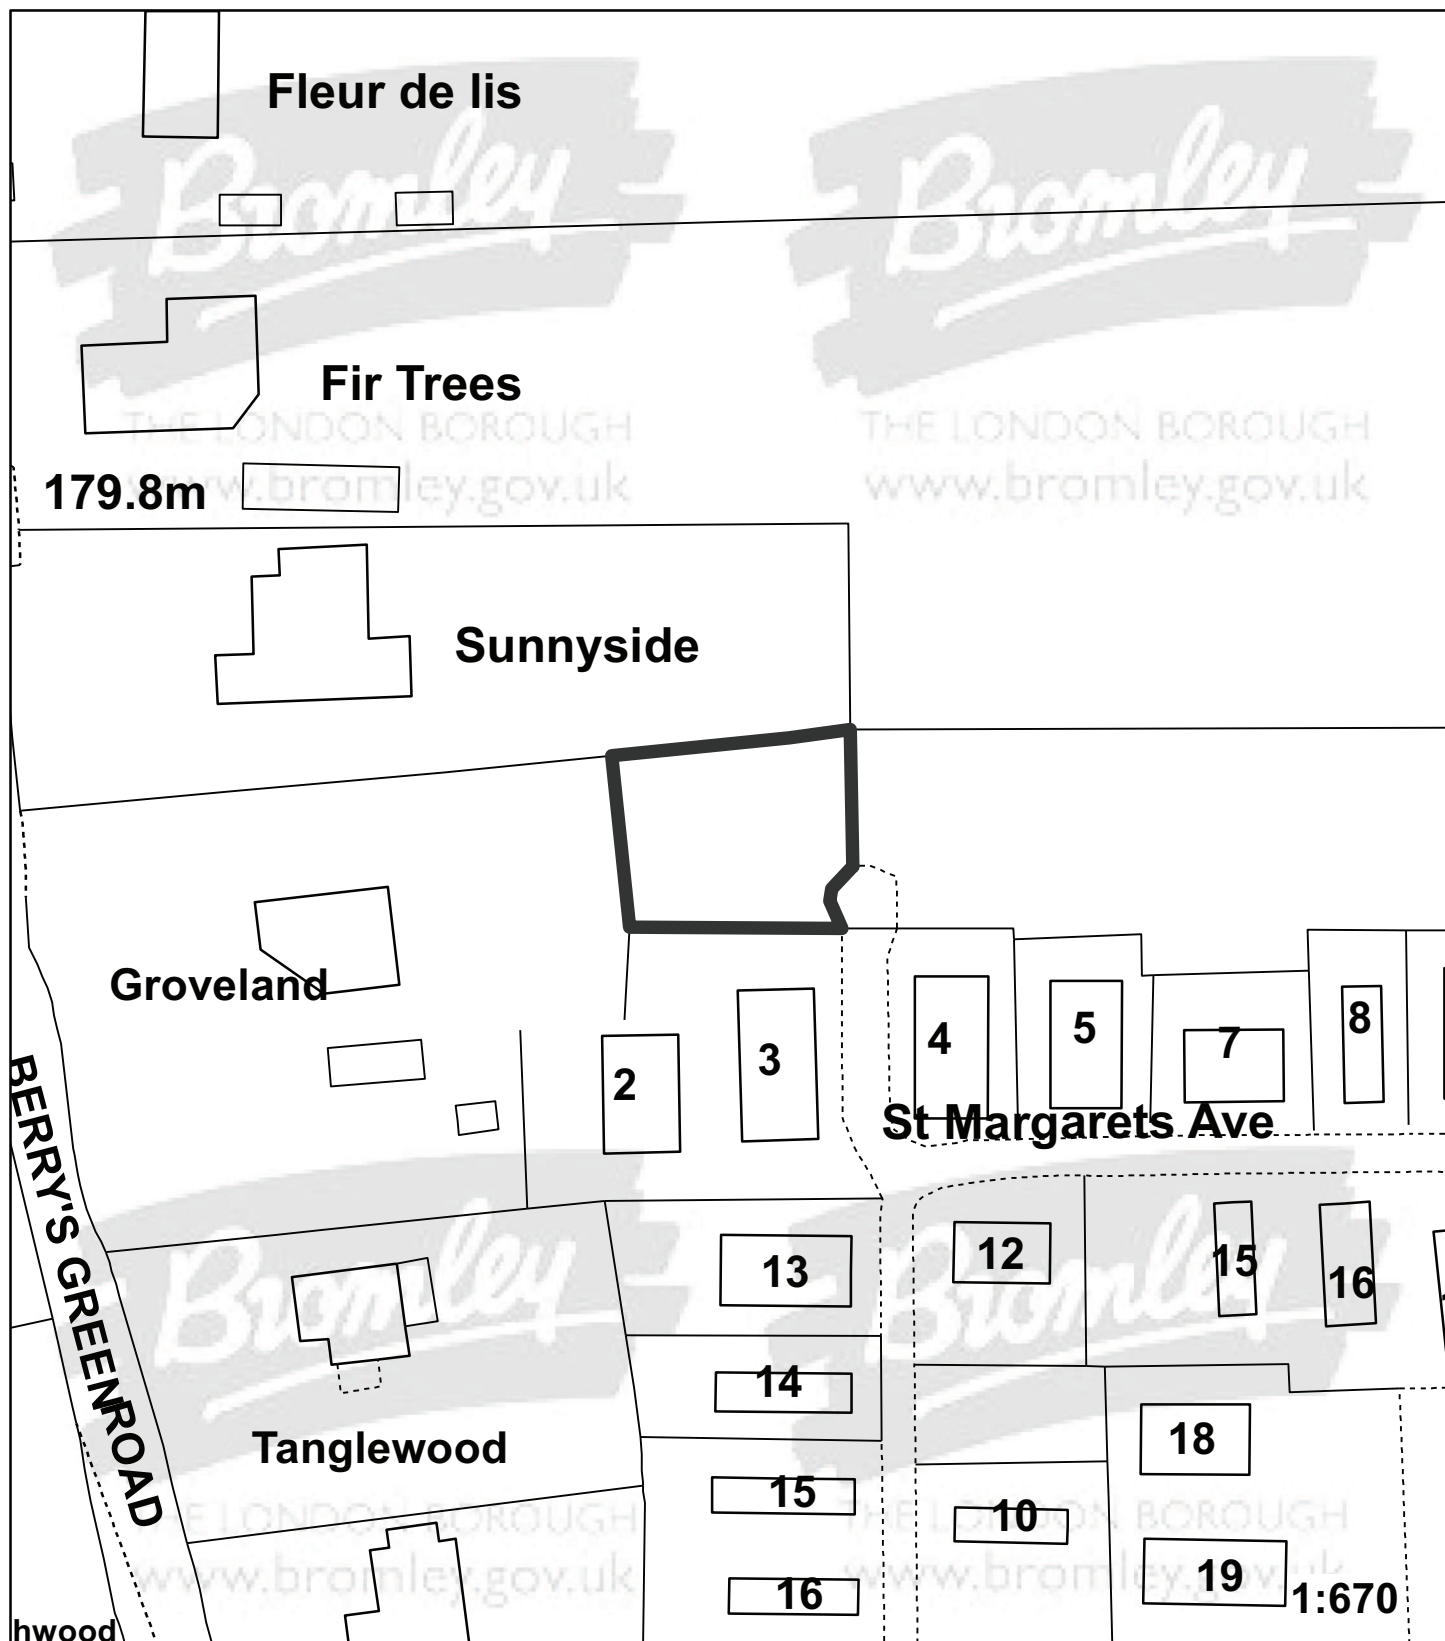 Fleur de lis
Bromley
Bromley
Fir Trees
THE LONDON BOROUGH
THE LONDON BOROUGH
179.8m
www.bromley.gov.uk
www.bromley.gov.uk
Sunnyside
Groveland
2
3
4
5
7
8
St Margarets Ave
BERRY'S GREEN ROAD
Bromley
Bromley
13
12
15
16
14
Tanglewood
18
15
10
THE LONDON BOROUGH
THE LONDON BOROUGH
www.bromley.gov.uk
www.bromley.gov.uk
16
19
1:670
hwood